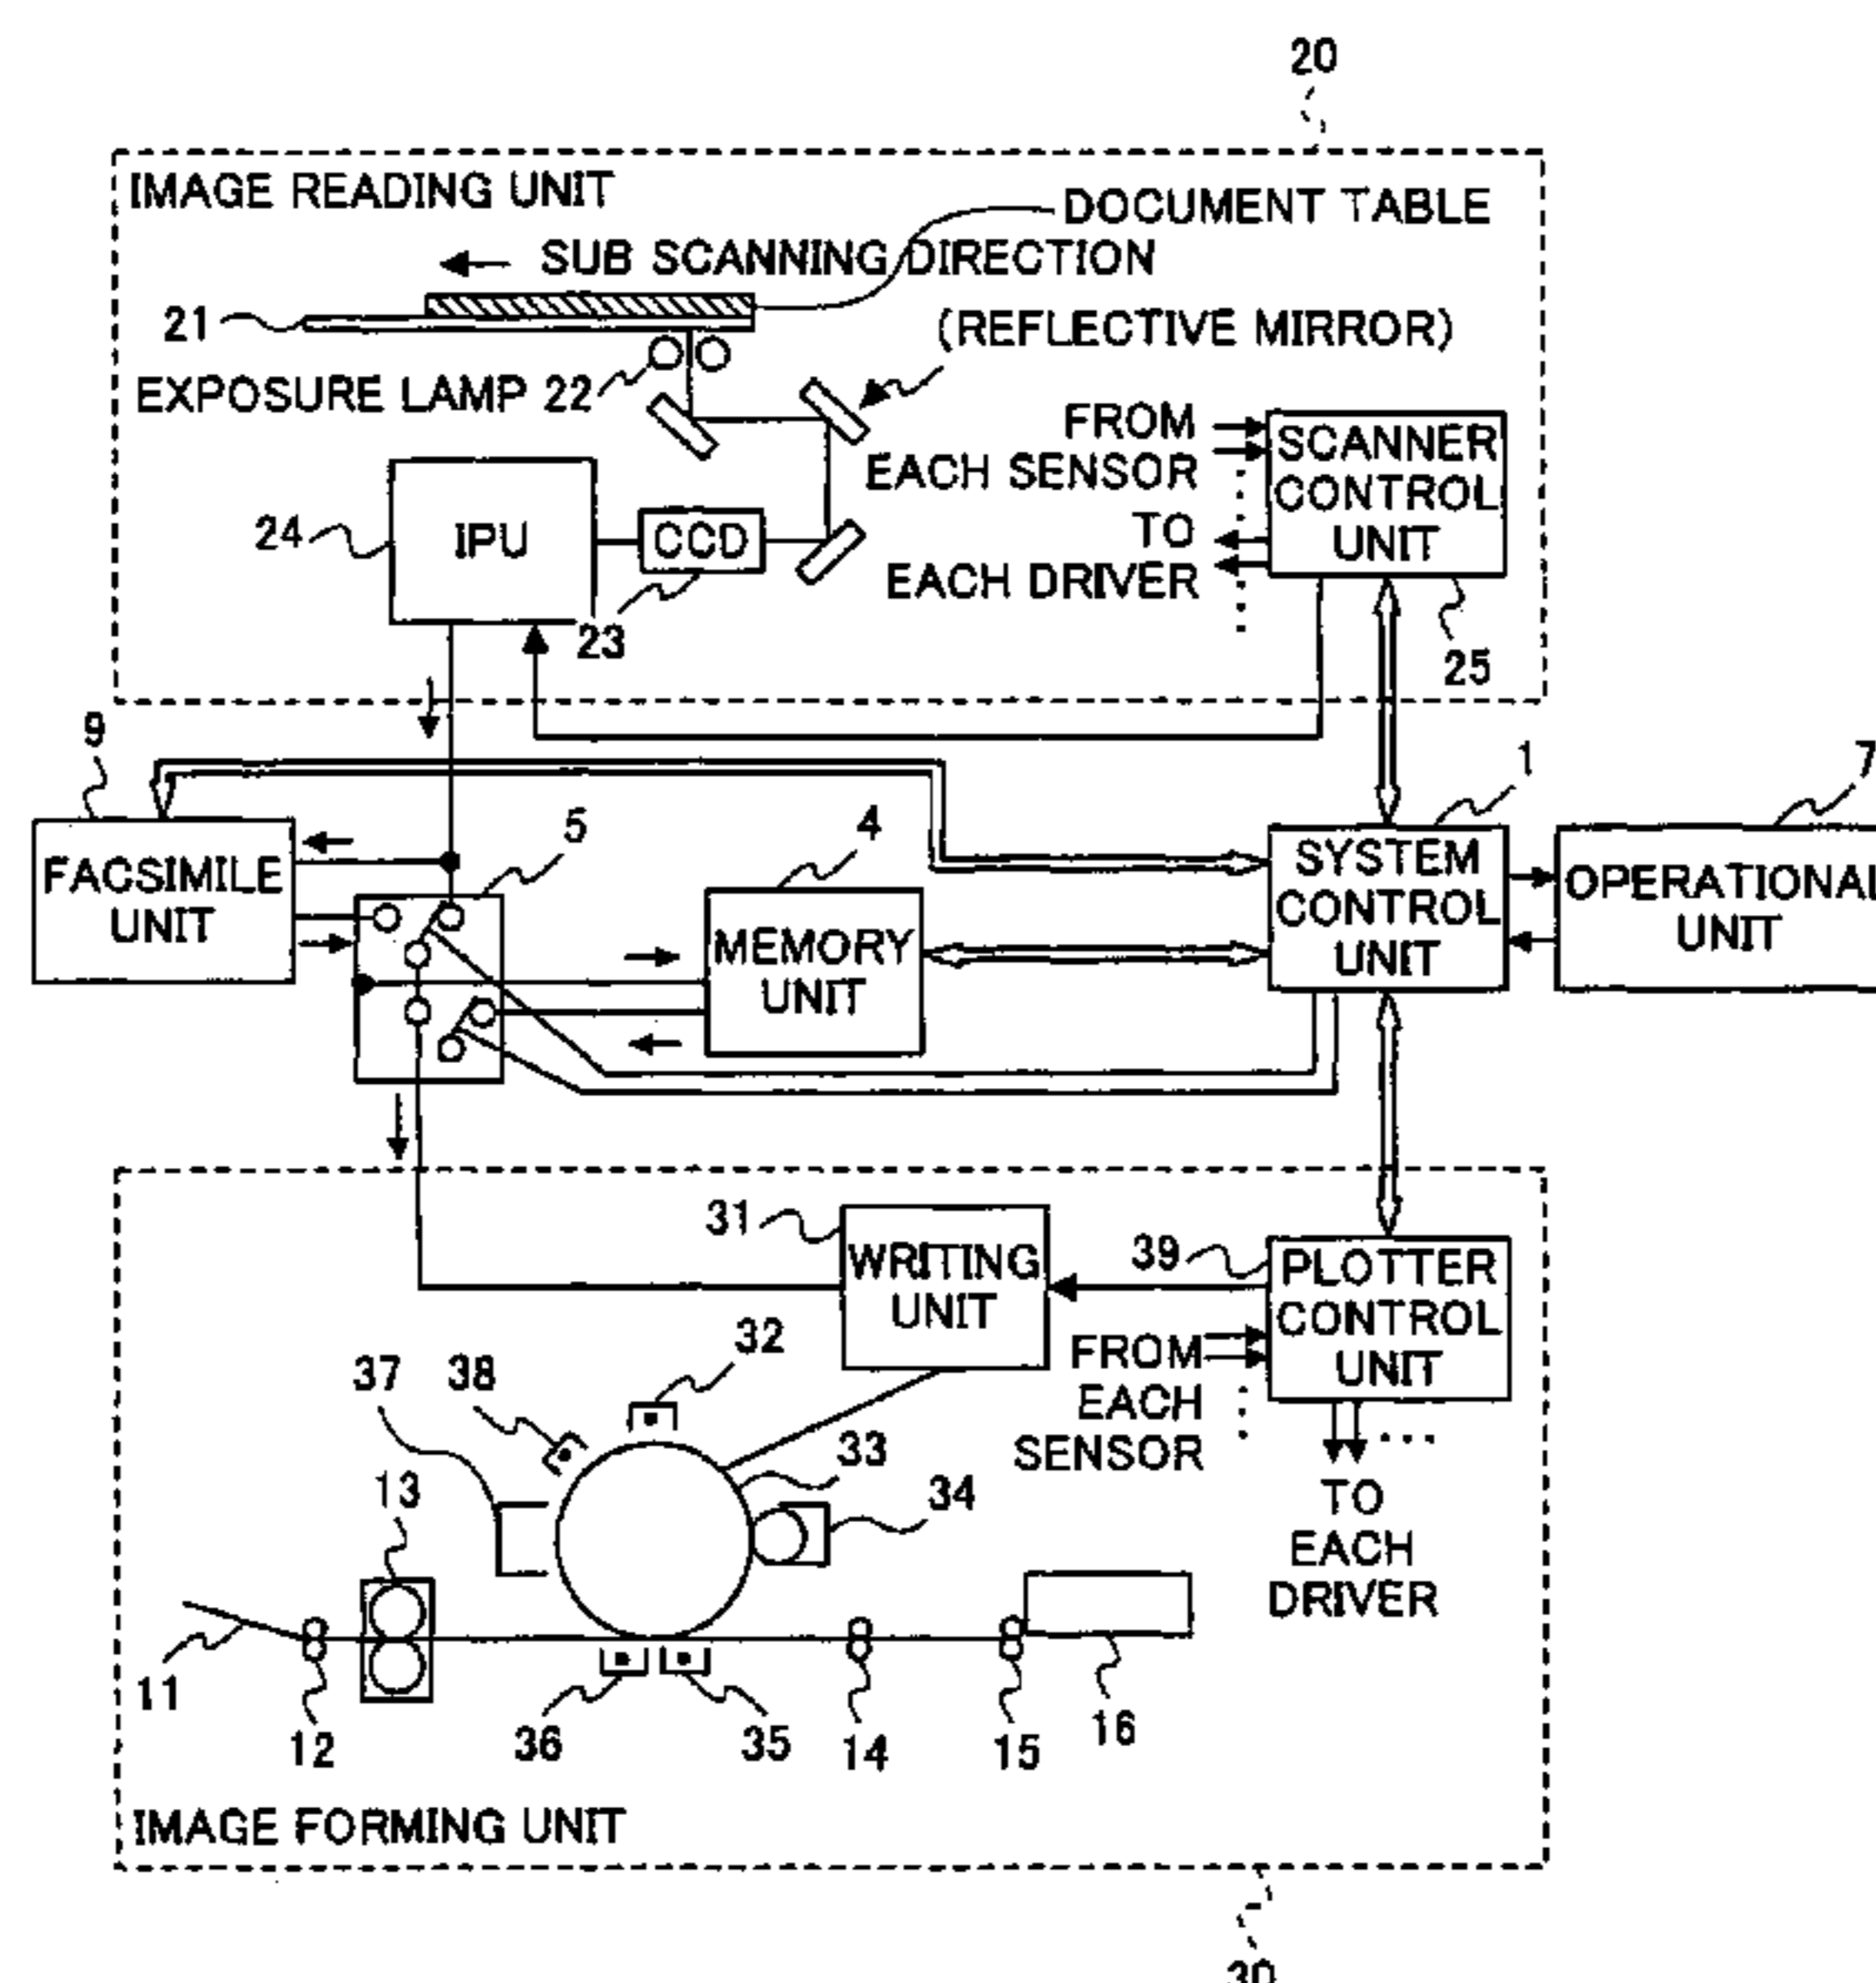 20
IMAGE READING UNIT
DOCUMENT TABLE
SUB SCANNING DIRECTION
21
(REFLECTIVE MIRROR)
EXPOSURE LAMP 22
FROM
EACH SENSOR
TO
EACH DRIVER
SCANNER
CONTROL
UNIT
24
IPU
CCD
23
25
9
5
4
1
7
FACSIMILE
UNIT
MEMORY
UNIT
SYSTEM
CONTROL
UNIT
OPERATIONAL
UNIT
31
WRITING
UNIT
39
PLOTTER
CONTROL
UNIT
32
38
37
FROM
EACH
SENSOR
33
34
13
TO
EACH
DRIVER
11
12
36
35
14
15
16
IMAGE FORMING UNIT
30